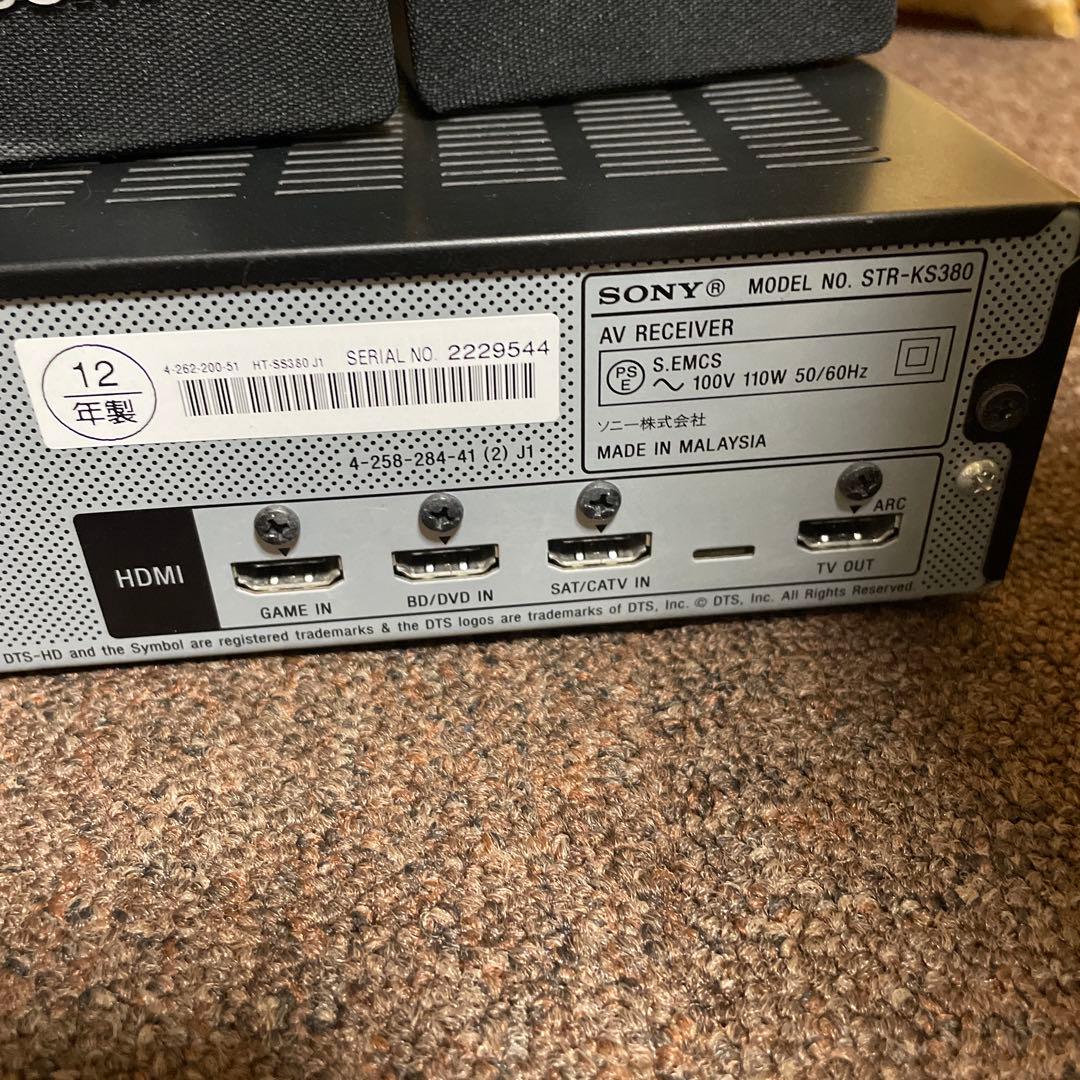 12
年製
4-262-200-51 HT-SS380 J1 SERIAL NO. 2229544
4-258-284-41 (2) J1
SONY® MODEL NO. STR-KS380
AV RECEIVER
PS
E
S.EMCS
～ 100V 110W 50/60Hz
ソニー株式会社
MADE IN MALAYSIA
HDMI
GAME IN
BD/DVD IN
SAT/CATV IN
ARC
TV OUT
DTS-HD and the Symbol are registered trademarks & the DTS logos are trademarks of DTS, Inc. © DTS, Inc. All Rights Reserved.